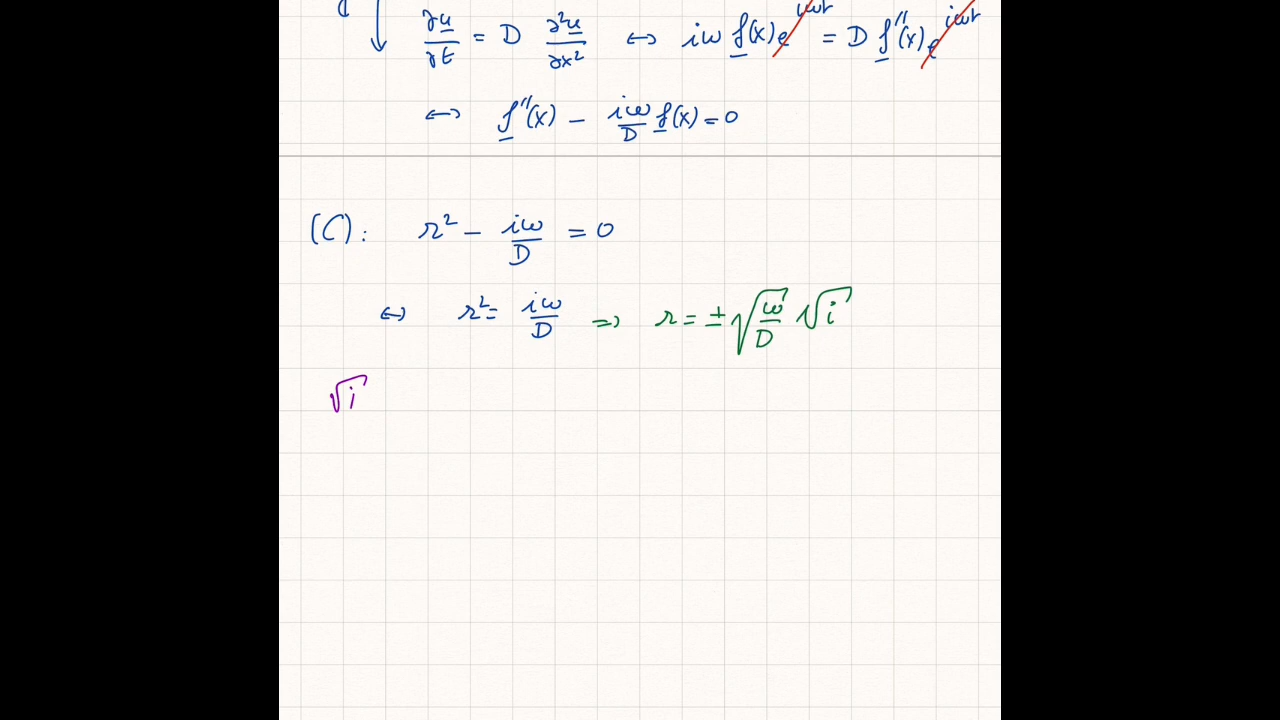 ∂u/∂t = D ∂²u/∂x² ⟷ iω f(x) e^{iωt} = D f''(x) e^{iωt}
⟷ f''(x) − iω/D f(x) = 0
(C) : r² − iω/D = 0
⟷ r² = iω/D ⇒ r = ± √(ω/D) √i
√i